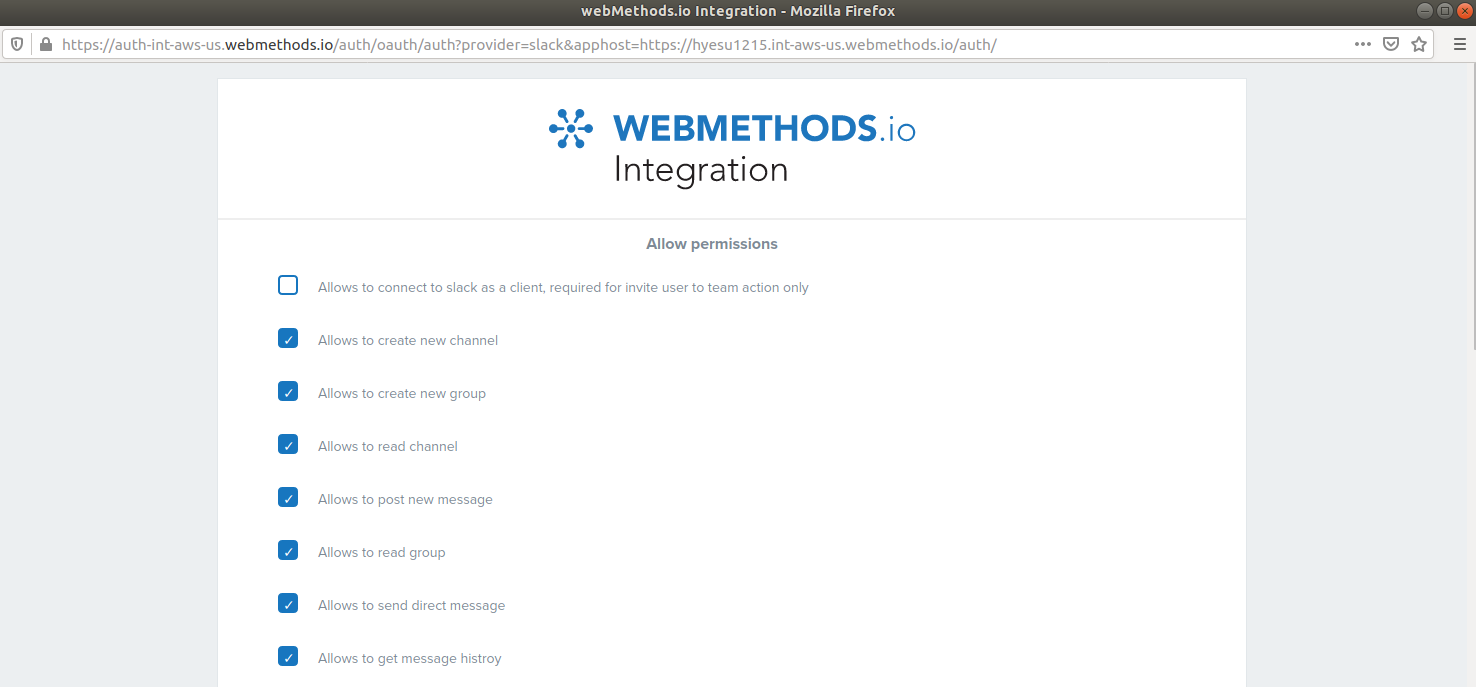 webMethods.io Integration - Mozilla Firefox
https://auth-int-aws-us.webmethods.io/auth/oauth/auth?provider=slack&apphost=https://hyesu1215.int-aws-us.webmethods.io/auth/
WEBMETHODS.io
Integration
Allow permissions
Allows to connect to slack as a client, required for invite user to team action only
Allows to create new channel
Allows to create new group
Allows to read channel
Allows to post new message
Allows to read group
Allows to send direct message
Allows to get message histroy